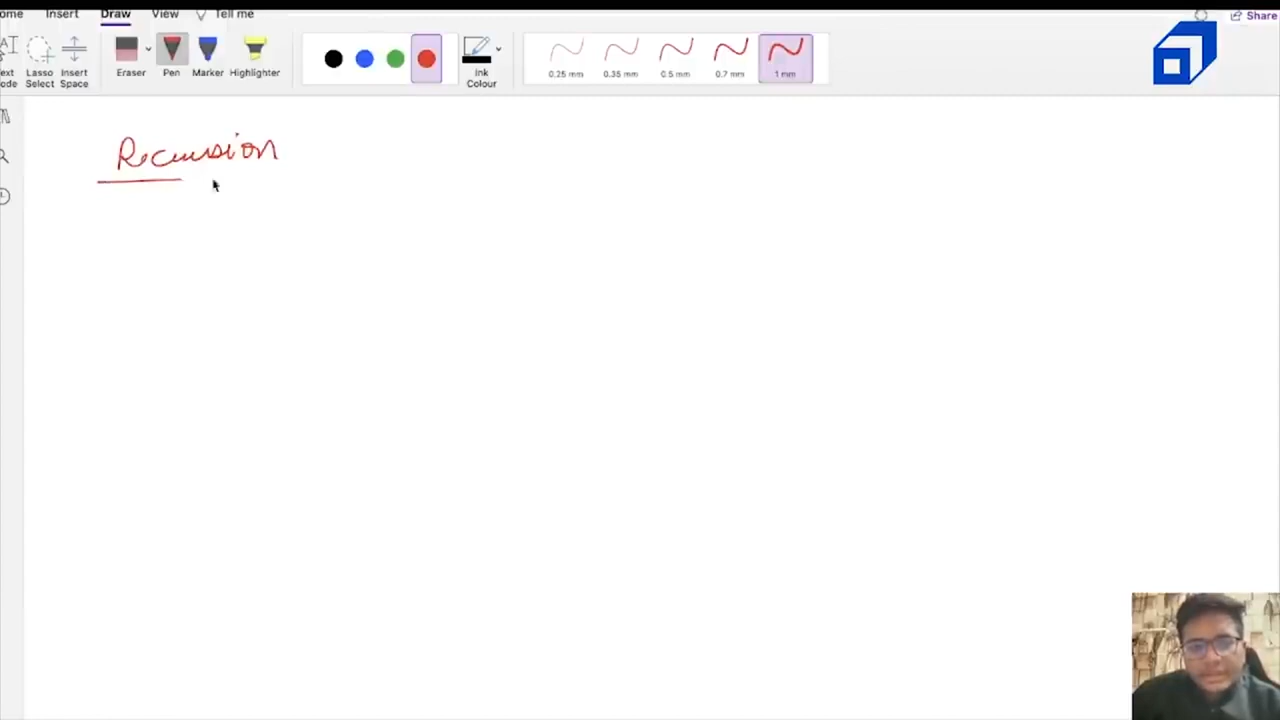 ome Insert Draw View Tell me
Share
ext
ode
Lasso
Select
Insert
Space
Eraser
Pen
Marker
Highlighter
Ink
Colour
0.25 mm
0.35 mm
0.5 mm
0.7 mm
1 mm
Recursion